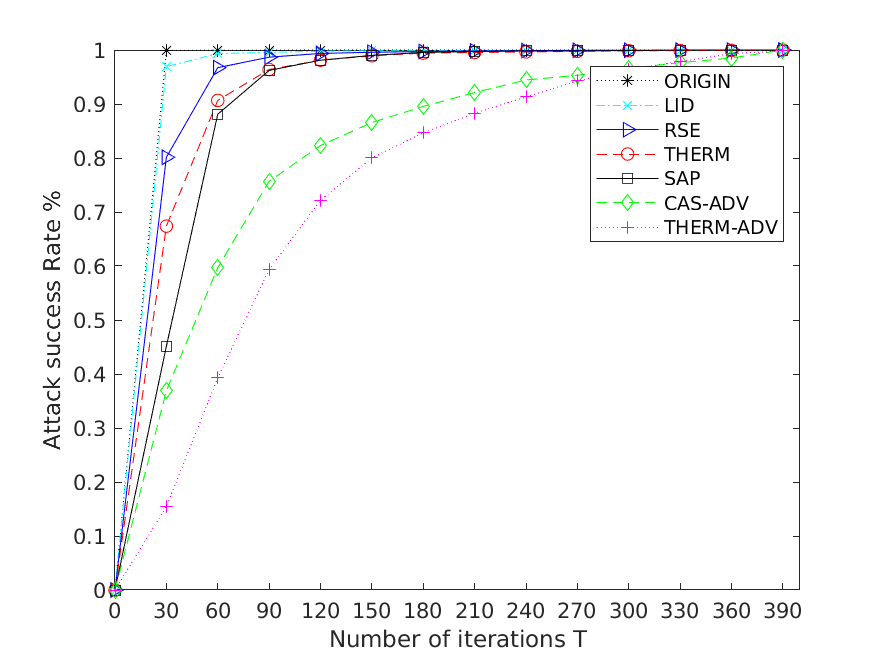 1
0.9
0.8
0.7
0.6
0.5
0.4
0.3
0.2
0.1
0
Attack success Rate %
ORIGIN
LID
RSE
THERM
SAP
CAS-ADV
THERM-ADV
0 30 60 90 120 150 180 210 240 270 300 330 360 390
Number of iterations T